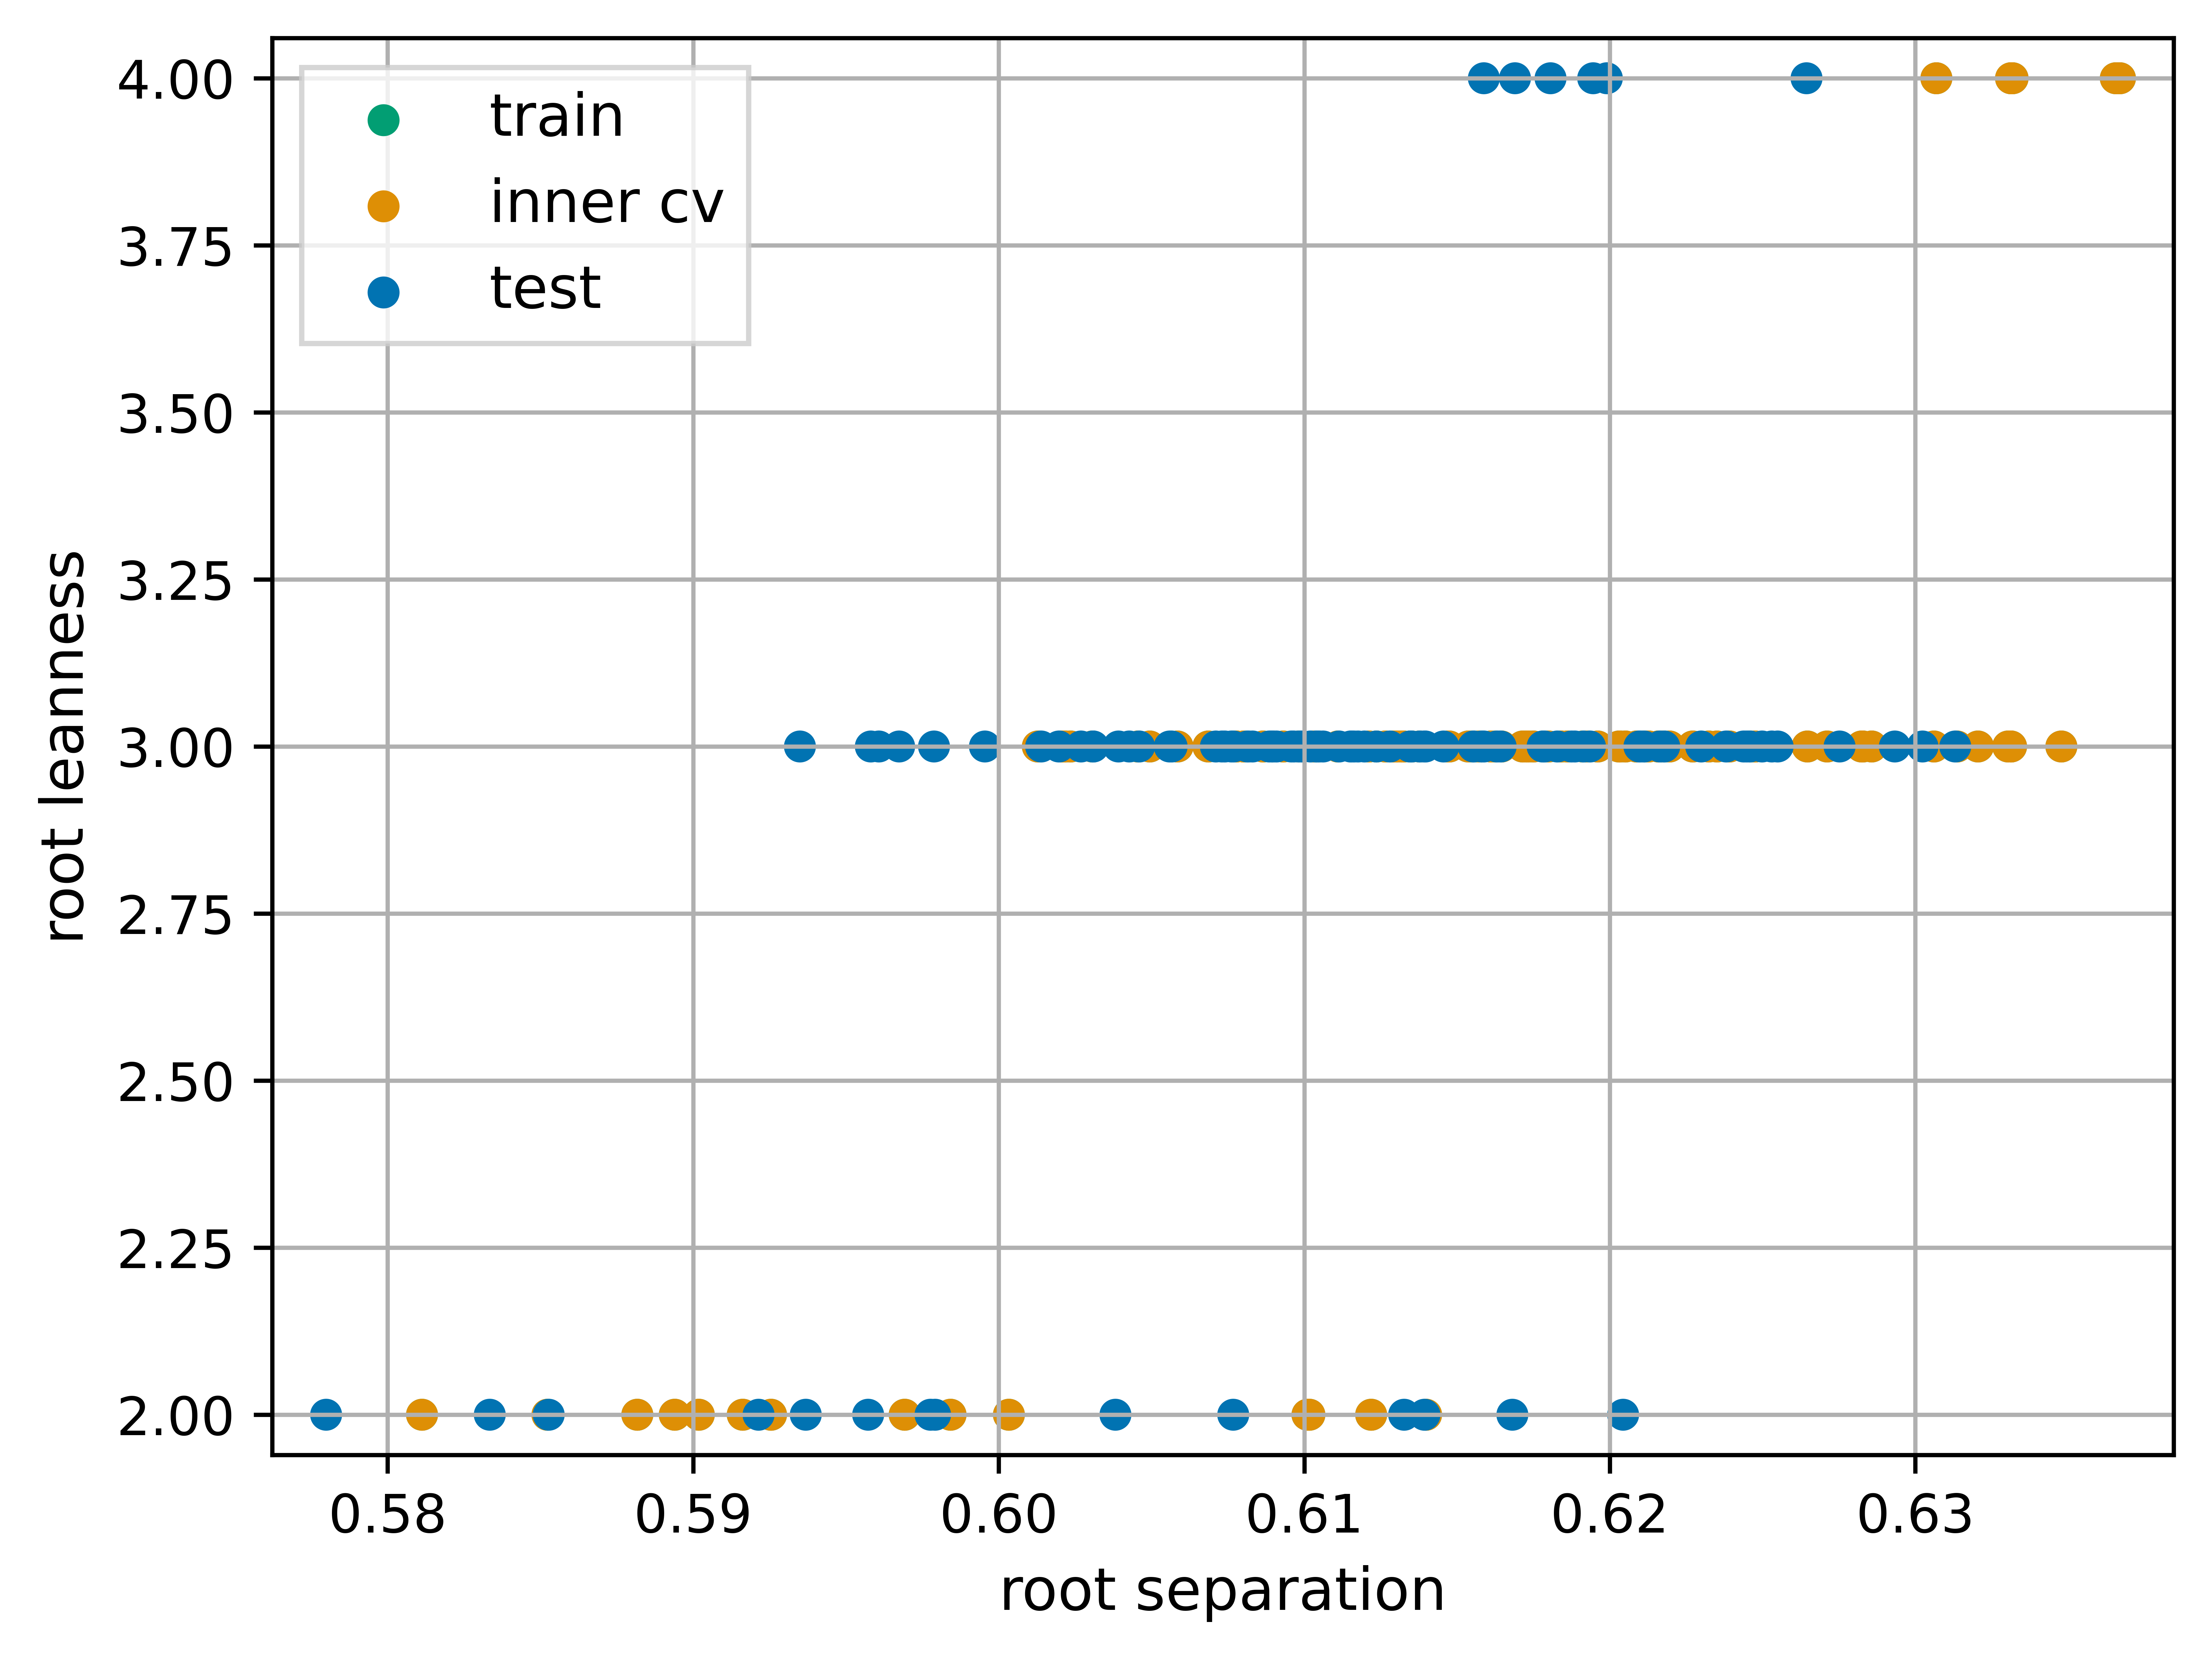 4.00
3.75
3.50
3.25
3.00
2.75
2.50
2.25
2.00
root leanness
train
inner cv
test
0.58 0.59 0.60 0.61 0.62 0.63
root separation